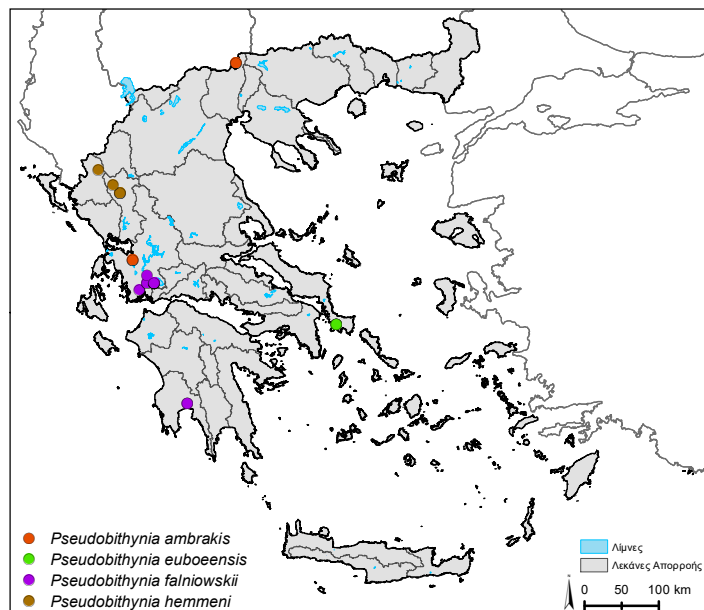 Pseudobithynia ambrakis
Pseudobithynia euboeensis
Pseudobithynia falniowskii
Pseudobithynia hemmeni
Λίμνες
Λεκάνες Απορροής
0 50 100 km